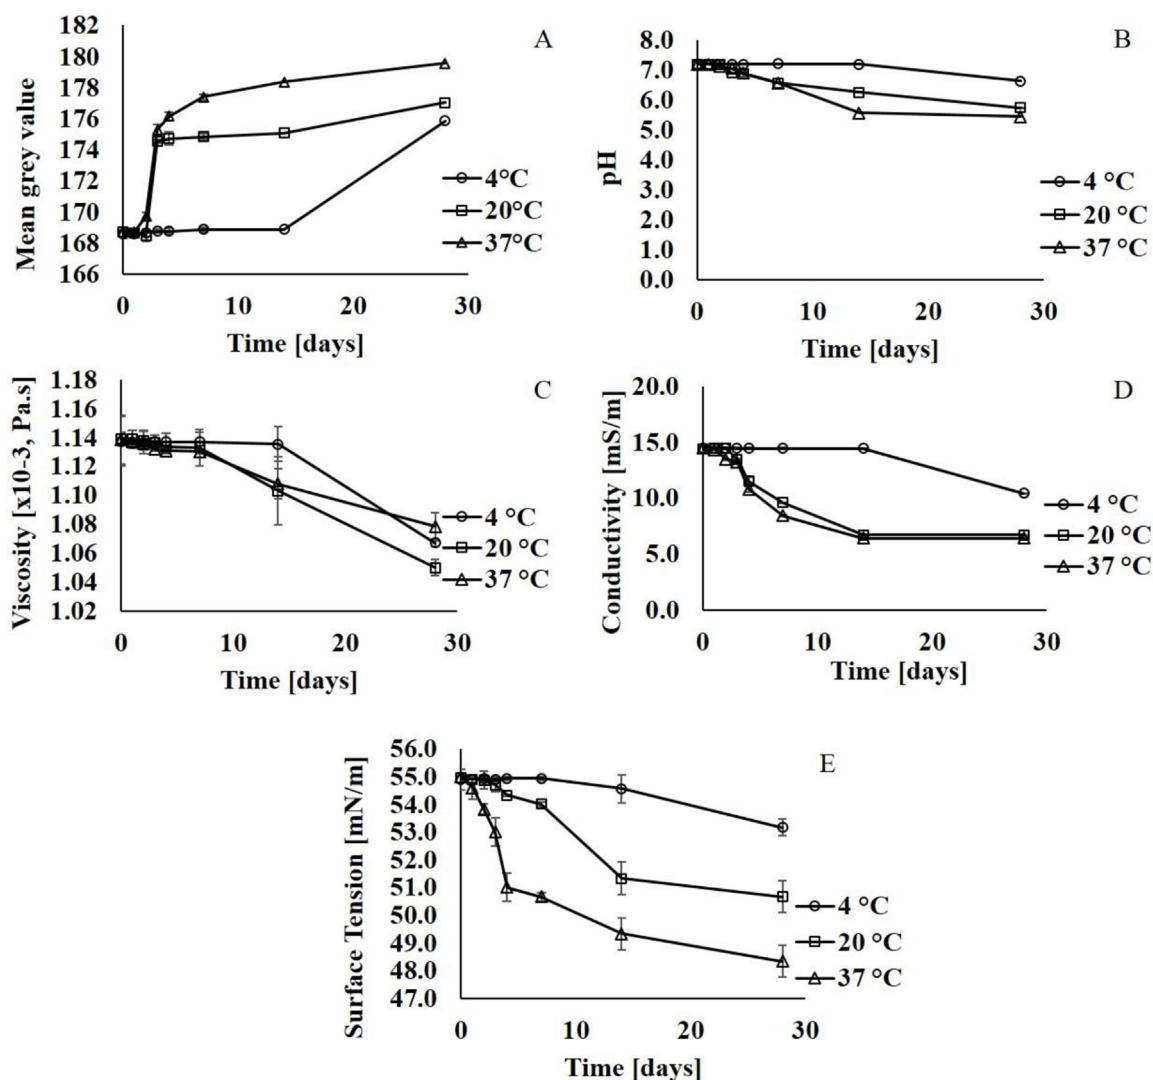 A
182
180
178
176
174
172
170
168
166
Mean grey value
0 10 20 30
Time [days]
4°C
20°C
37°C
B
8.0
7.0
6.0
5.0
4.0
3.0
2.0
1.0
0.0
pH
0 10 20 30
Time [days]
4 °C
20 °C
37 °C
C
1.18
1.16
1.14
1.12
1.10
1.08
1.06
1.04
1.02
Viscosity [x10-3, Pa.s]
0 10 20 30
Time [days]
4 °C
20 °C
37 °C
D
20.0
15.0
10.0
5.0
0.0
Conductivity [mS/m]
0 10 20 30
Time [days]
4 °C
20 °C
37 °C
E
56.0
55.0
54.0
53.0
52.0
51.0
50.0
49.0
48.0
47.0
Surface Tension [mN/m]
0 10 20 30
Time [days]
4 °C
20 °C
37 °C